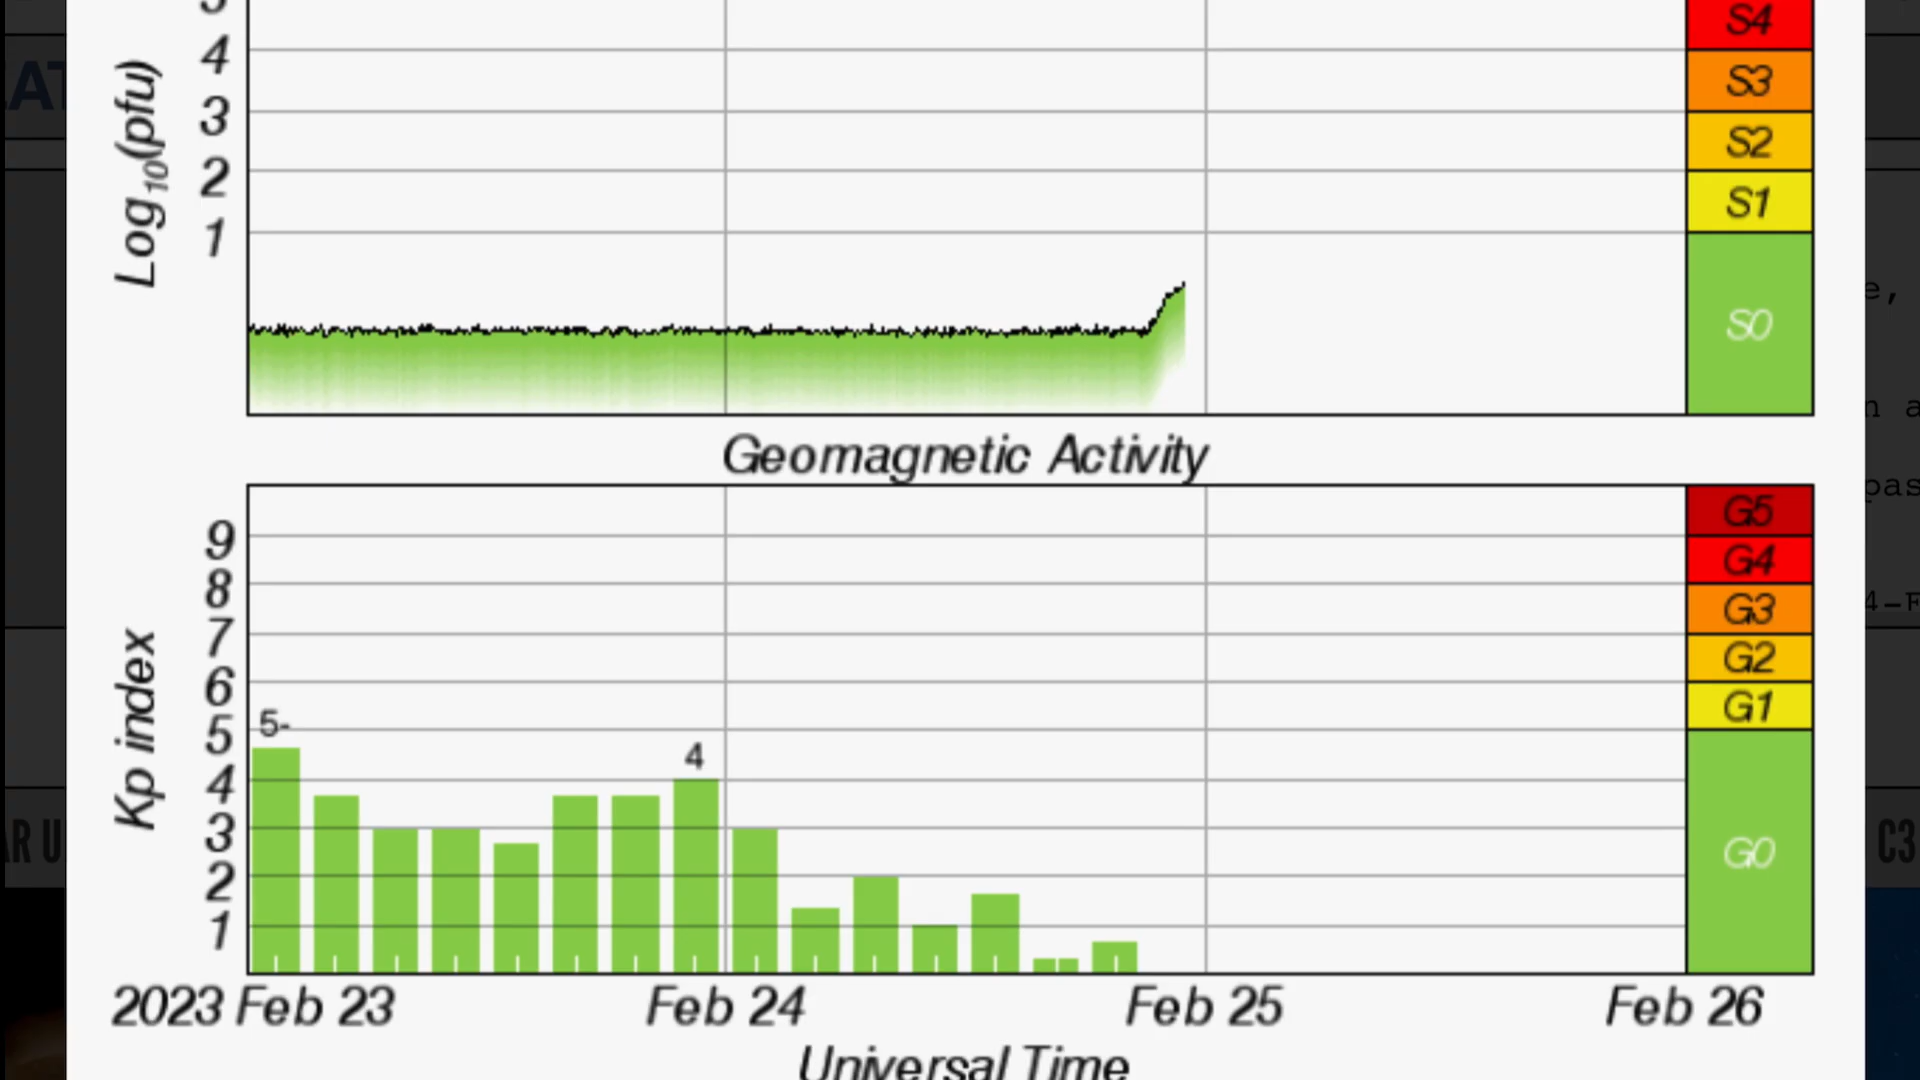 S4
4
S3
3
S2
2
S1
1
S0
Log10(pfu)
Geomagnetic Activity
G5
9
G4
8
G3
7
G2
6
G1
5
5-
4
4
3
2
1
G0
Kp index
2023 Feb 23 Feb 24 Feb 25 Feb 26
Universal Time
C3